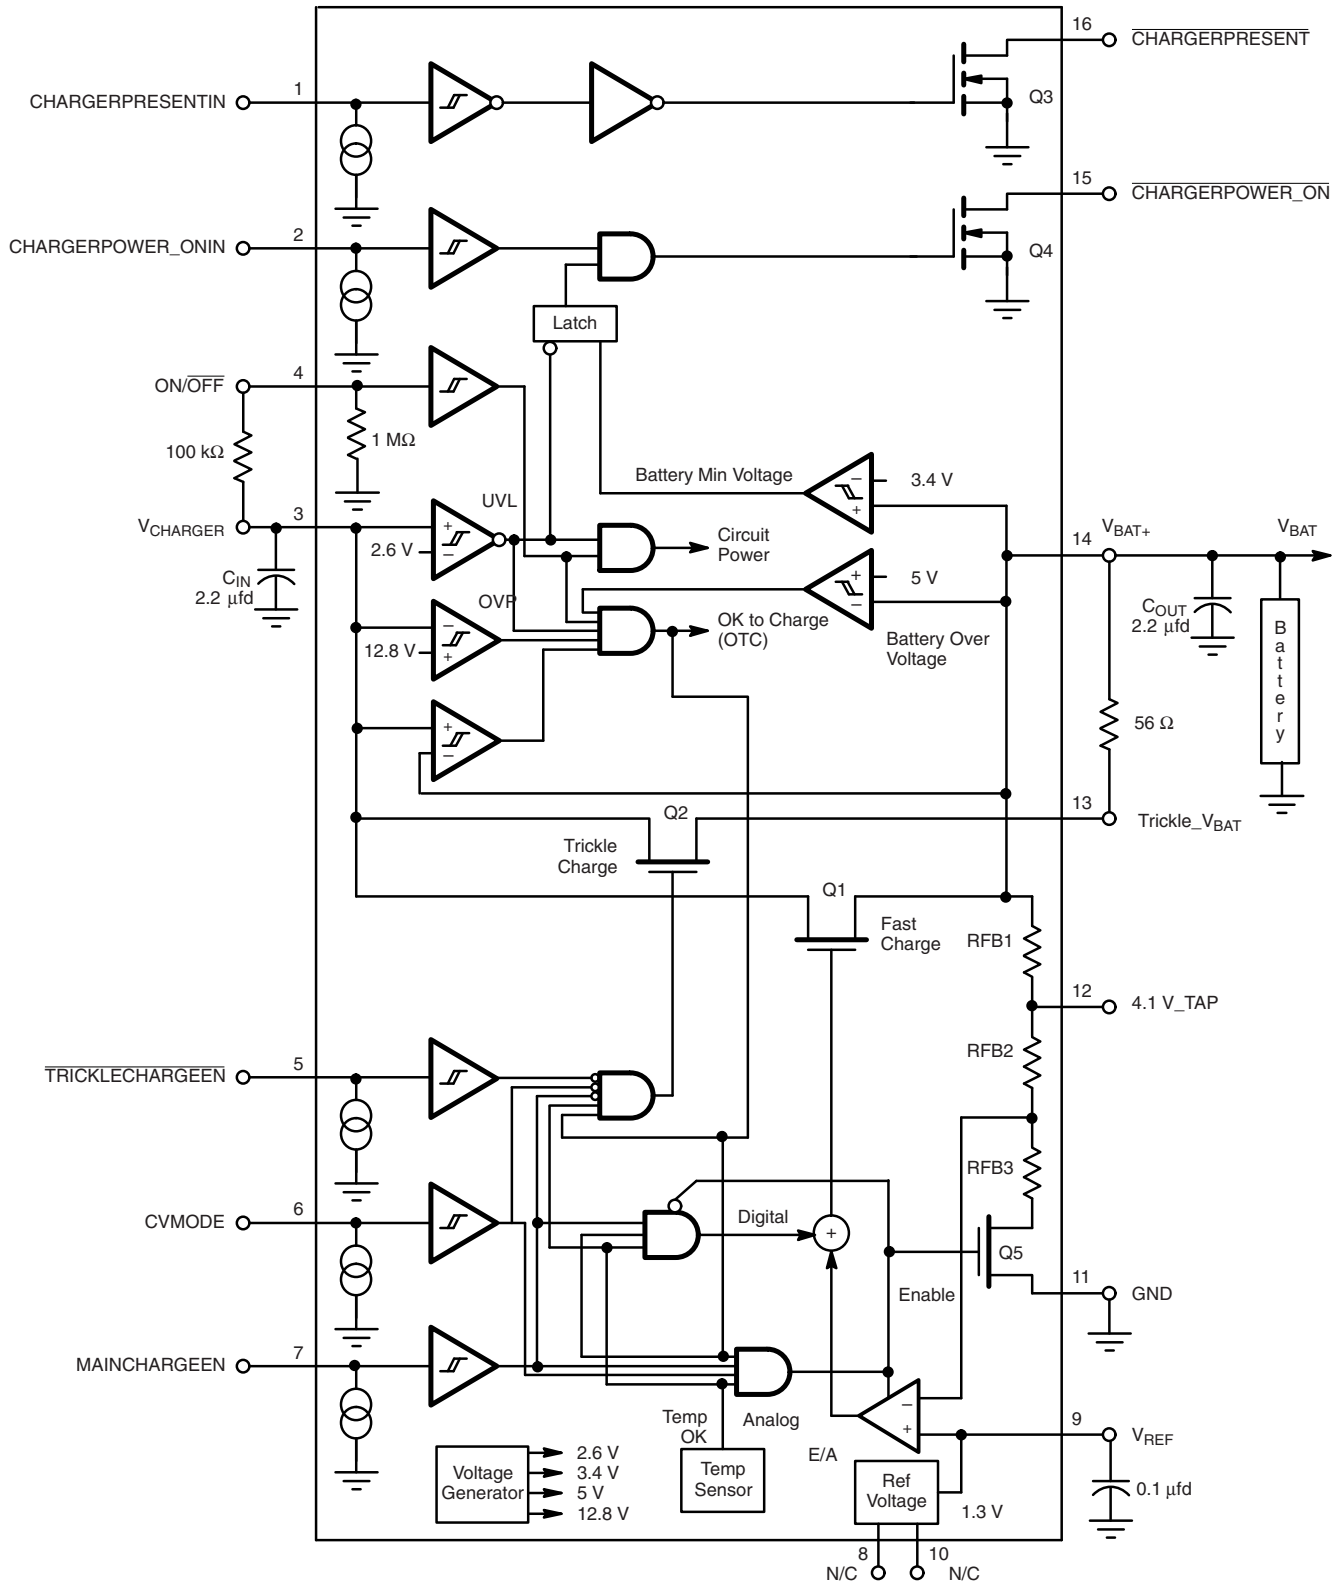 16
CHARGERPRESENT
CHARGERPRESENTIN
1
Q3
15
CHARGERPOWER_ON
CHARGERPOWER_ONIN
2
Q4
Latch
ON/OFF
4
100 kΩ
1 MΩ
Battery Min Voltage
3.4 V
UVL
VCHARGER
3
+
2.6 V
−
Circuit
Power
−
+
14
VBAT+
VBAT
CIN
2.2 µfd
OVP
+
−
5 V
COUT
2.2 µfd
−
12.8 V
+
OK to Charge
(OTC)
Battery Over
Voltage
Battery
+
−
56 Ω
Q2
13
Trickle_VBAT
Trickle
Charge
Q1
Fast
Charge
RFB1
12
4.1 V_TAP
RFB2
TRICKLECHARGEEN
5
RFB3
CVMODE
6
Digital
+
Q5
Enable
11
GND
MAINCHARGEEN
7
Temp
OK
Analog
−
+
E/A
9
VREF
Voltage
Generator
2.6 V
3.4 V
5 V
12.8 V
Temp
Sensor
Ref
Voltage
1.3 V
0.1 µfd
8
10
N/C
N/C